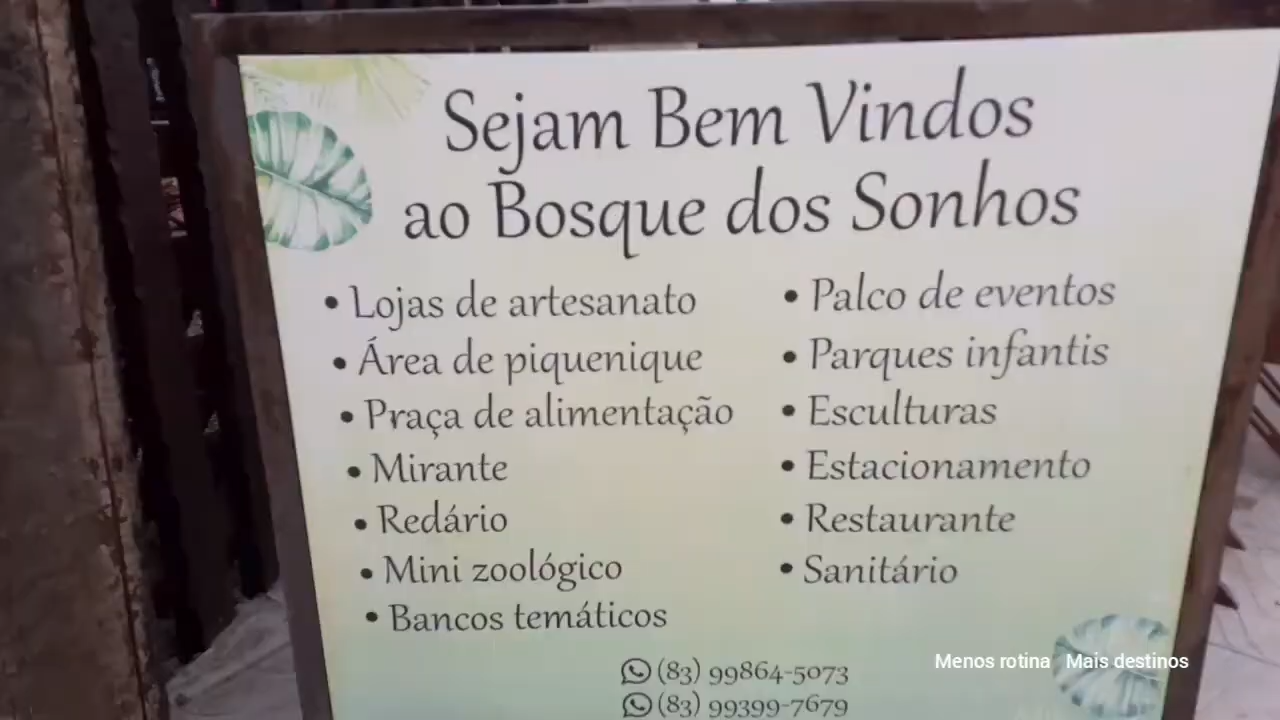 Sejam Bem Vindos
ao Bosque dos Sonhos
• Lojas de artesanato
• Área de piquenique
• Praça de alimentação
• Mirante
• Redário
• Mini zoológico
• Bancos temáticos
• Palco de eventos
• Parques infantis
• Esculturas
• Estacionamento
• Restaurante
• Sanitário
(83) 99864-5073
(83) 99399-7679
Menos rotina Mais destinos